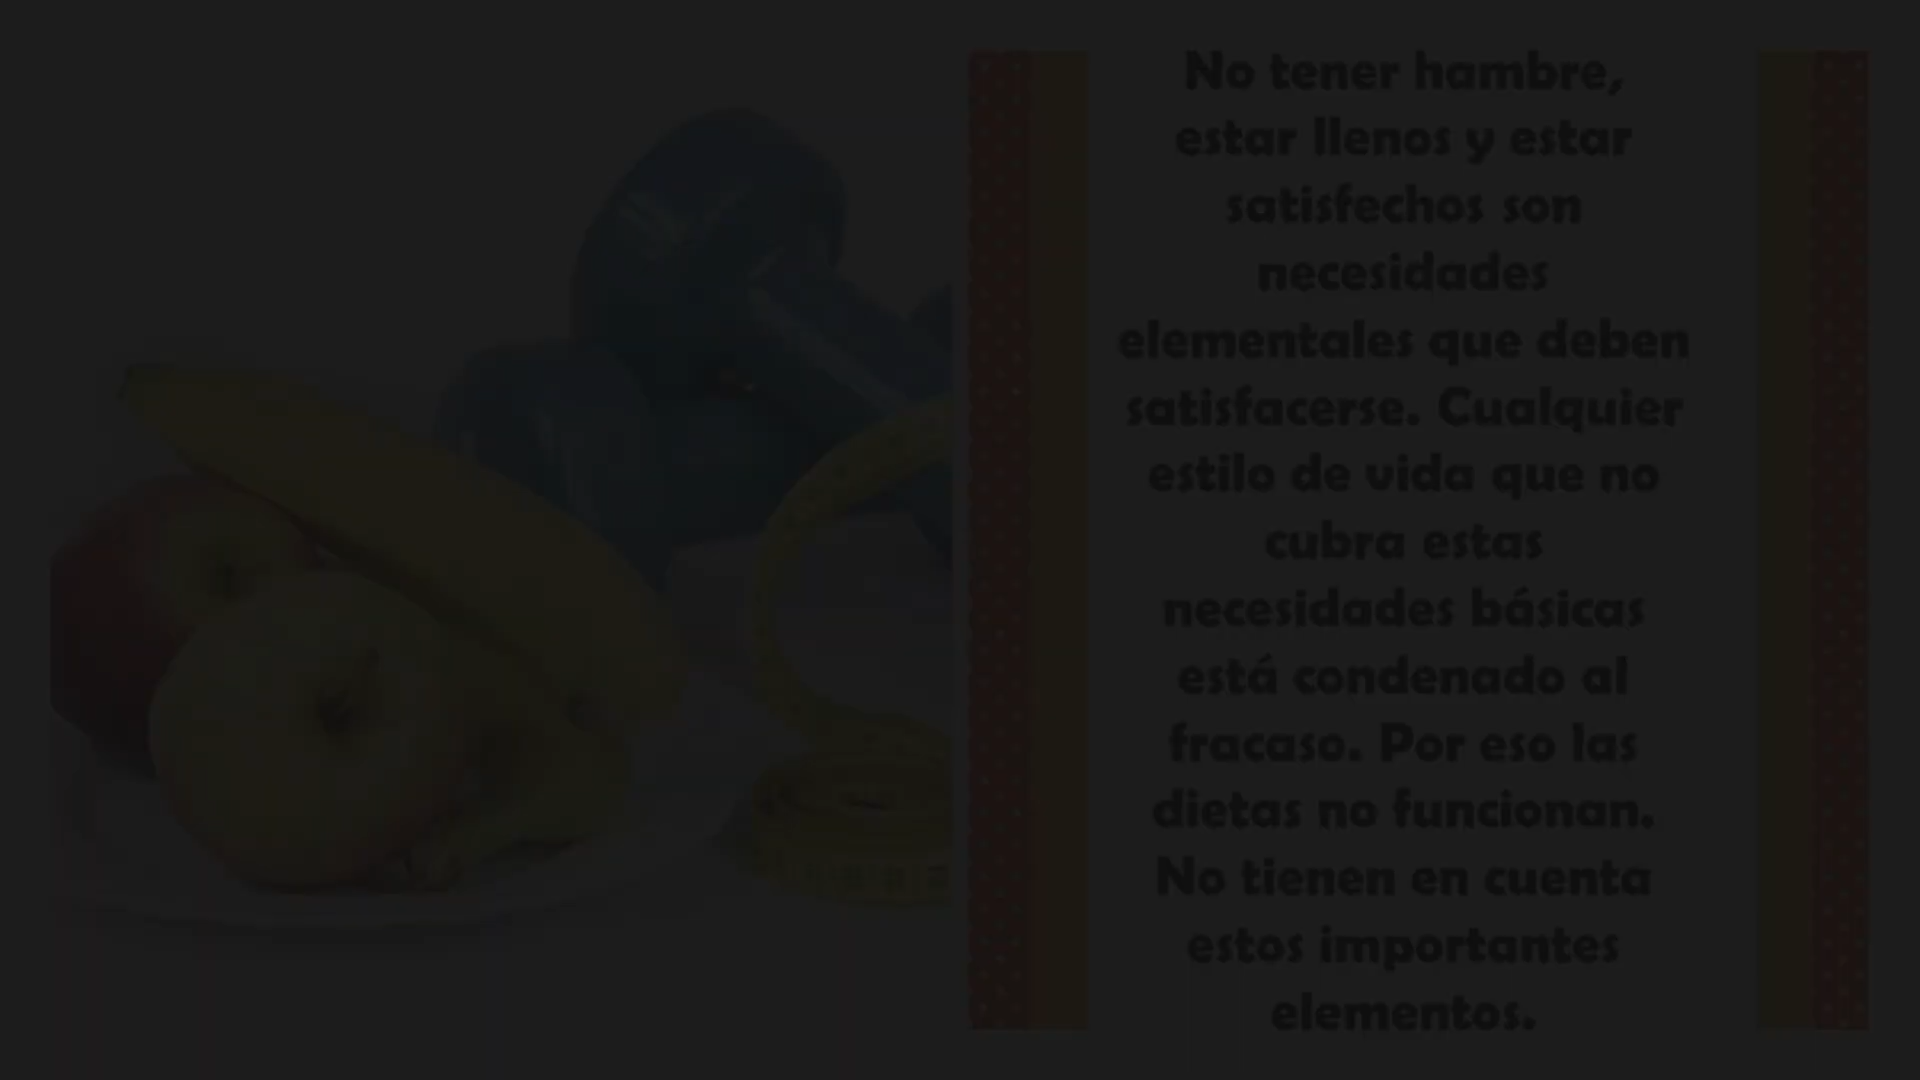 No tener hambre,
estar llenos y estar
satisfechos son
necesidades
elementales que deben
satisfacerse. Cualquier
estilo de vida que no
cubra estas
necesidades básicas
está condenado al
fracaso. Por eso las
dietas no funcionan.
No tienen en cuenta
estos importantes
elementos.